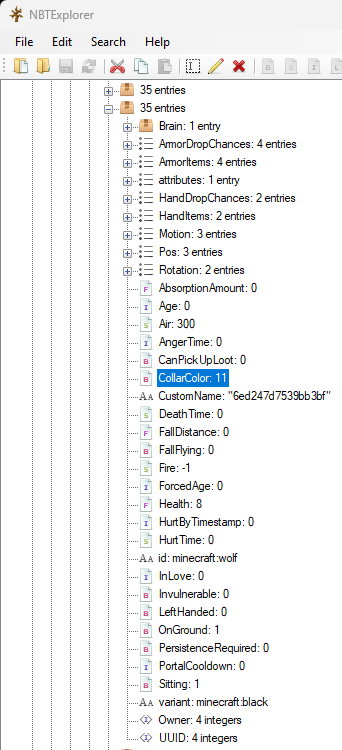 NBTExplorer
File Edit Search Help
35 entries
35 entries
Brain: 1 entry
ArmorDropChances: 4 entries
ArmorItems: 4 entries
attributes: 1 entry
HandDropChances: 2 entries
HandItems: 2 entries
Motion: 3 entries
Pos: 3 entries
Rotation: 2 entries
F AbsorptionAmount: 0
I Age: 0
S Air: 300
I AngerTime: 0
B CanPickUpLoot: 0
B CollarColor: 11
AA CustomName: "6ed247d7539bb3bf"
S DeathTime: 0
F FallDistance: 0
B FallFlying: 0
S Fire: -1
I ForcedAge: 0
F Health: 8
I HurtByTimestamp: 0
S HurtTime: 0
AA id: minecraft:wolf
I InLove: 0
B Invulnerable: 0
B LeftHanded: 0
B OnGround: 1
B PersistenceRequired: 0
I PortalCooldown: 0
B Sitting: 1
AA variant: minecraft:black
Owner: 4 integers
UUID: 4 integers